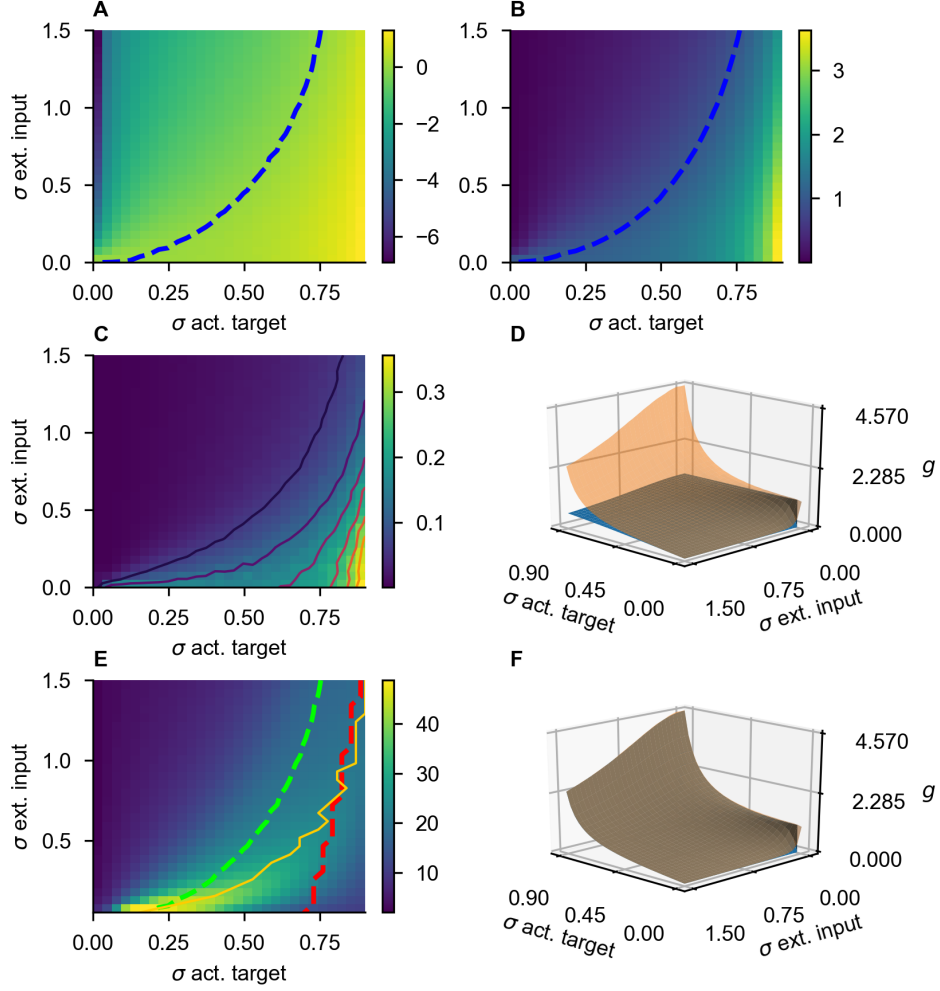 A
B
1.5
1.0
0.5
0.0
σ ext. input
0.00 0.25 0.50 0.75
σ act. target
0
−2
−4
−6
1.5
1.0
0.5
0.0
0.00 0.25 0.50 0.75
σ act. target
3
2
1
C
D
1.5
1.0
0.5
0.0
σ ext. input
0.00 0.25 0.50 0.75
σ act. target
0.3
0.2
0.1
4.570
2.285
0.000
g
0.90
0.45
0.00
σ act. target
1.50
0.75
0.00
σ ext. input
E
F
1.5
1.0
0.5
σ ext. input
0.00 0.25 0.50 0.75
σ act. target
40
30
20
10
4.570
2.285
0.000
g
0.90
0.45
0.00
σ act. target
1.50
0.75
0.00
σ ext. input